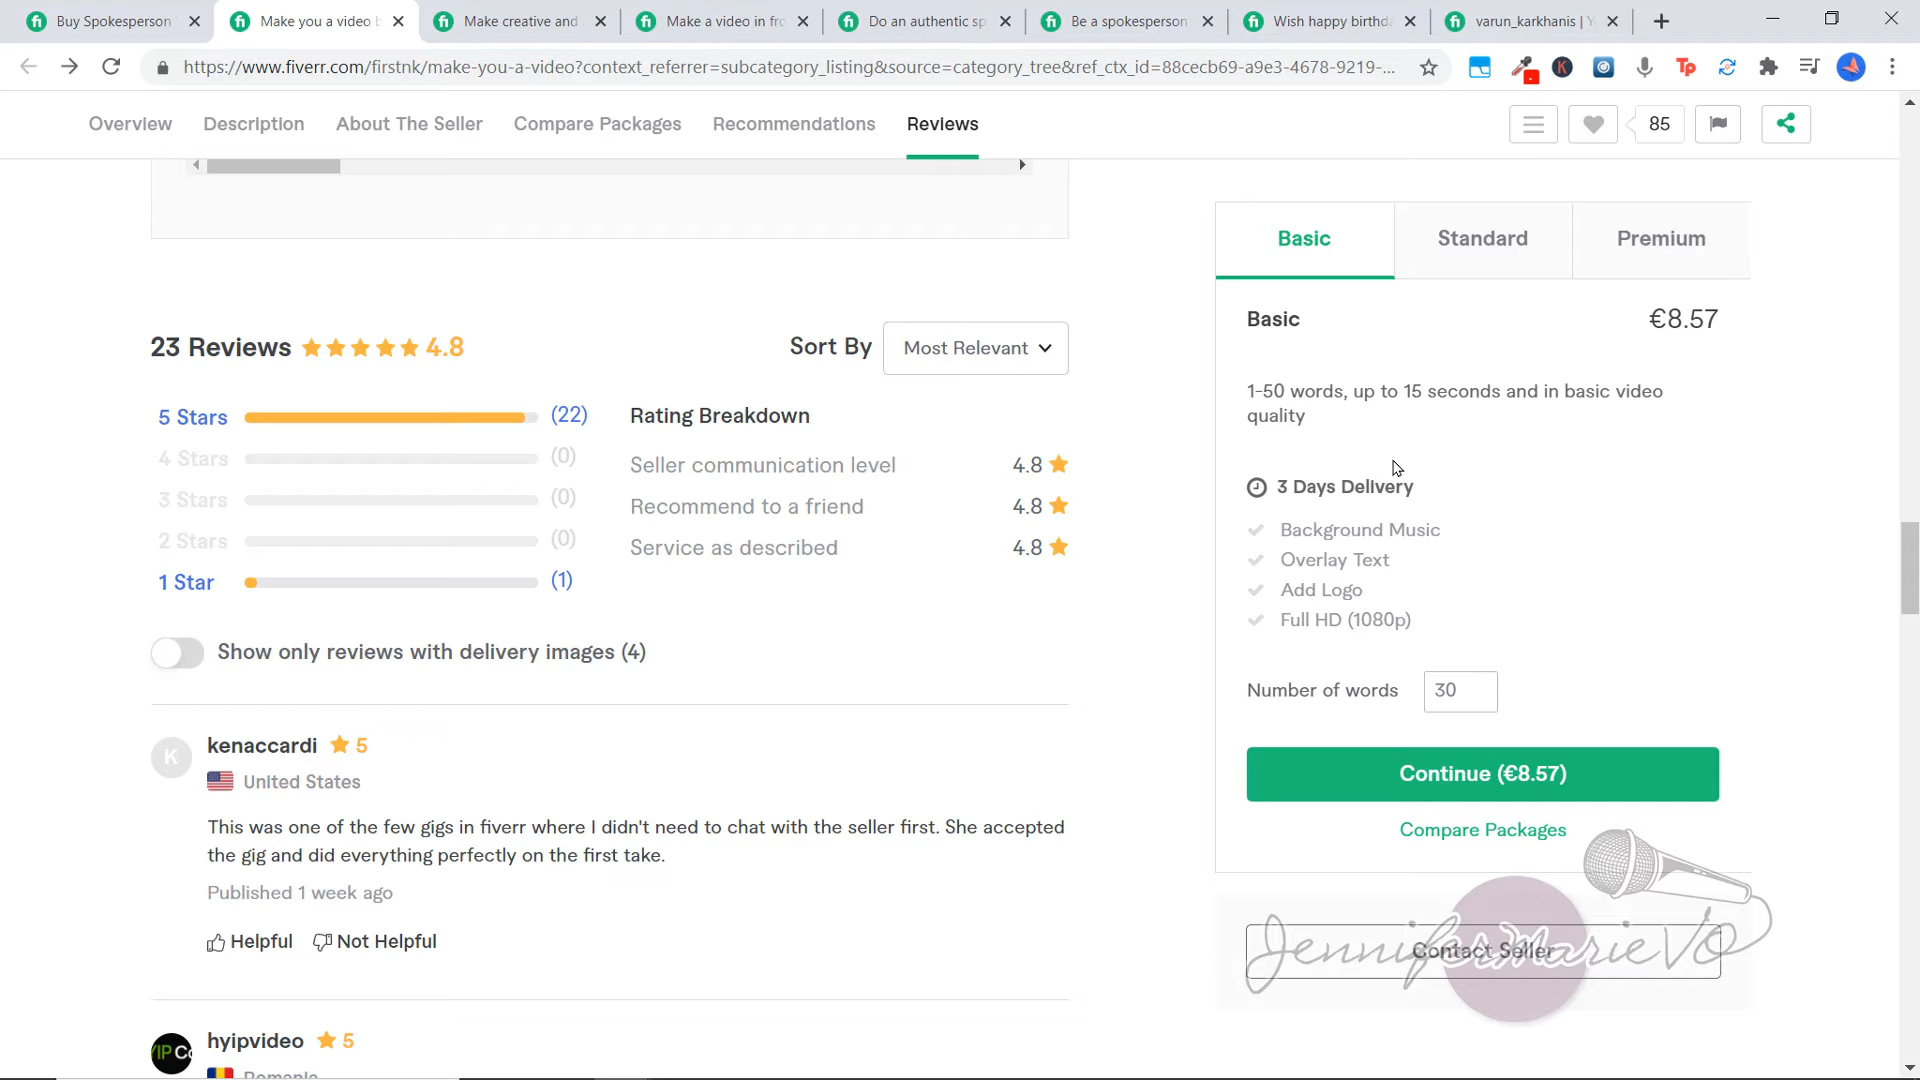 Buy Spokesperson
Make you a video b
Make creative and
Make a video in fro
Do an authentic sp
Be a spokesperson
Wish happy birthda
varun_karkhanis | Y
https://www.fiverr.com/firstnk/make-you-a-video?context_referrer=subcategory_listing&source=category_tree&ref_ctx_id=88cecb69-a9e3-4678-9219-...
K
Tp
Overview
Description
About The Seller
Compare Packages
Recommendations
Reviews
85
23 Reviews 4.8
Sort By
Most Relevant
5 Stars (22)
4 Stars (0)
3 Stars (0)
2 Stars (0)
1 Star (1)
Rating Breakdown
Seller communication level 4.8
Recommend to a friend 4.8
Service as described 4.8
Show only reviews with delivery images (4)
K
kenaccardi 5
United States
This was one of the few gigs in fiverr where I didn't need to chat with the seller first. She accepted
the gig and did everything perfectly on the first take.
Published 1 week ago
Helpful
Not Helpful
hyipvideo 5
Romania
Basic
Standard
Premium
Basic €8.57
1-50 words, up to 15 seconds and in basic video
quality
3 Days Delivery
Background Music
Overlay Text
Add Logo
Full HD (1080p)
Number of words 30
Continue (€8.57)
Compare Packages
Contact Seller
JenniferMarieVO